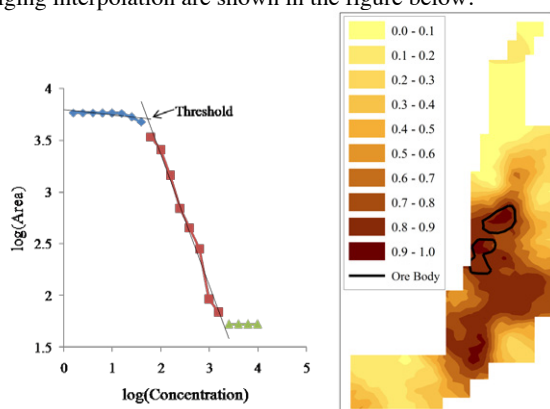 ging interpolation are shown in the figure below:
4
3.5
3
2.5
2
1.5
0
1
2
3
4
5
log(Area)
log(Concentration)
Threshold
0.0 - 0.1
0.1 - 0.2
0.2 - 0.3
0.3 - 0.4
0.4 - 0.5
0.5 - 0.6
0.6 - 0.7
0.7 - 0.8
0.8 - 0.9
0.9 - 1.0
Ore Body